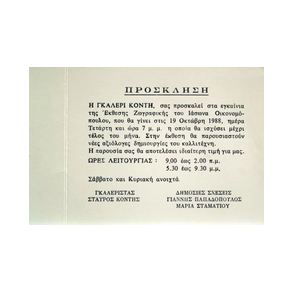 ΠΡΟΣΚΛΗΣΗ
Η ΓΚΑΛΕΡΙ ΚΟΝΤΗ, σας προσκαλεί στα εγκαίνια
της Έκθεσης Ζωγραφικής του Ιάσωνα Οικονομό-
πουλου, που θα γίνει στις 19 Οκτώβρη 1988, ημέρα
Τετάρτη και ώρα 7 μ. μ. η οποία θα ισχύσει μέχρι
τέλος του μήνα. Στην έκθεση θα παρουσιαστούν
νέες αξιόλογες δημιουργίες του καλλιτέχνη.
Η παρουσία σας θα αποτελέσει ιδιαίτερη τιμή για μας.
ΩΡΕΣ ΛΕΙΤΟΥΡΓΙΑΣ: 9.00 έως 2.00 π.μ.
5.30 έως 9.30 μ.μ.
Σάββατο και Κυριακή ανοιχτά
ΓΚΑΛΕΡΙΣΤΑΣ ΔΗΜΟΣΙΕΣ ΣΧΕΣΕΙΣ
ΣΤΑΥΡΟΣ ΚΟΝΤΗΣ ΓΙΑΝΝΗΣ ΠΑΠΑΔΟΠΟΥΛΟΣ
ΜΑΡΙΑ ΣΤΑΜΑΤΙΟΥ